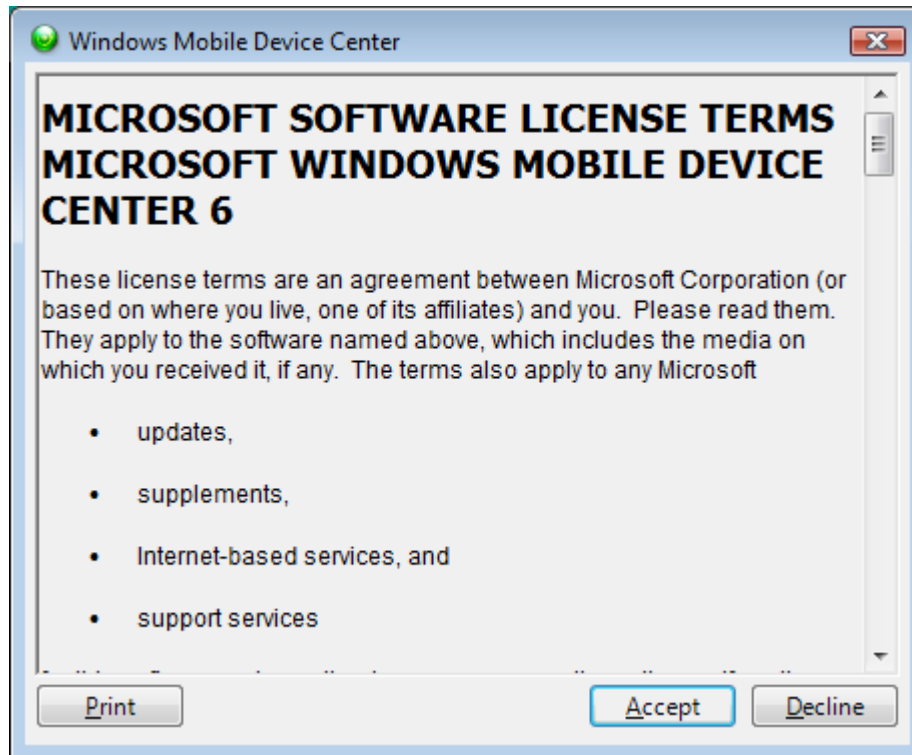 Windows Mobile Device Center
MICROSOFT SOFTWARE LICENSE TERMS
MICROSOFT WINDOWS MOBILE DEVICE
CENTER 6
These license terms are an agreement between Microsoft Corporation (or
based on where you live, one of its affiliates) and you.  Please read them.
They apply to the software named above, which includes the media on
which you received it, if any.  The terms also apply to any Microsoft
• updates,
• supplements,
• Internet-based services, and
• support services
Print
Accept
Decline